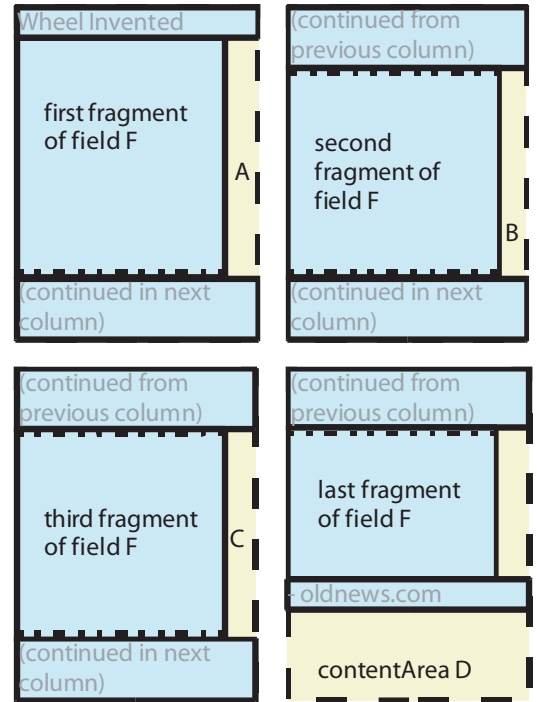 Wheel Invented
first fragment
of field F
A
(continued in next
column)
(continued from
previous column)
second
fragment of
field F
B
(continued in next
column)
(continued from
previous column)
third fragment
of field F
C
(continued in next
column)
(continued from
previous column)
last fragment
of field F
- oldnews.com
contentArea D